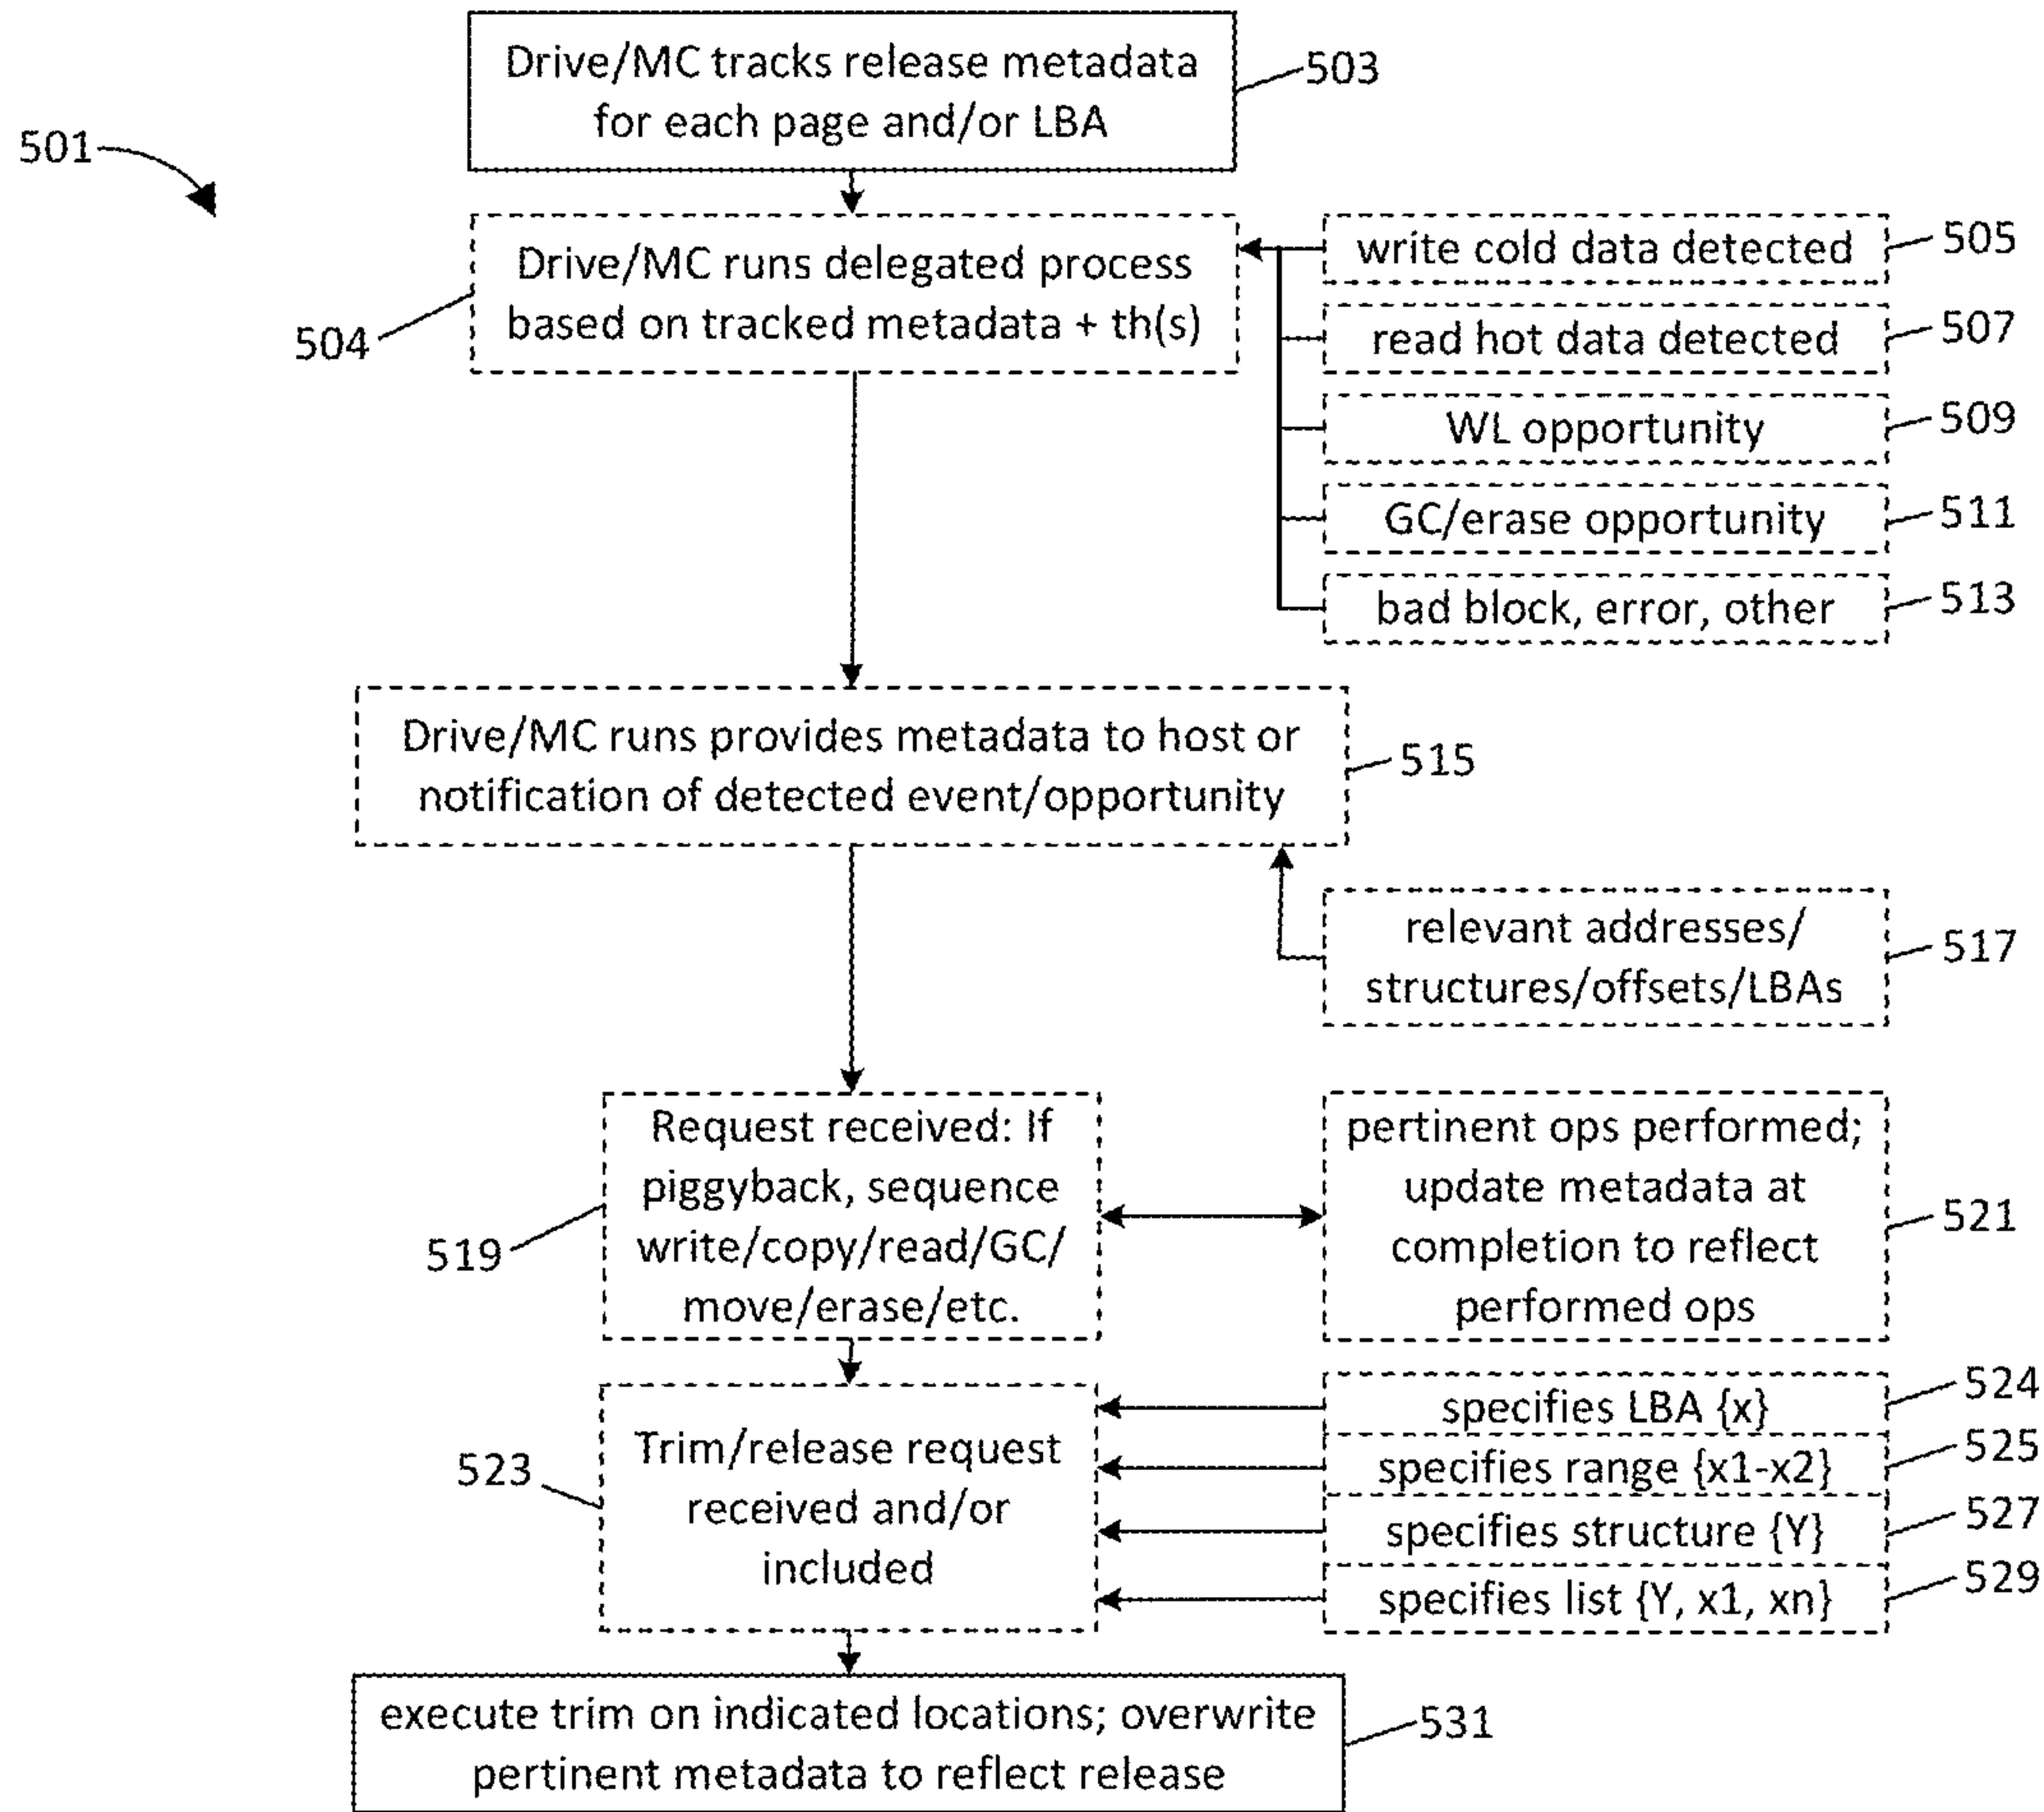 Drive/MC tracks release metadata
for each page and/or LBA
503
501
Drive/MC runs delegated process
based on tracked metadata + th(s)
504
write cold data detected
505
read hot data detected
507
WL opportunity
509
GC/erase opportunity
511
bad block, error, other
513
Drive/MC runs provides metadata to host or
notification of detected event/opportunity
515
relevant addresses/
structures/offsets/LBAs
517
Request received: If
piggyback, sequence
write/copy/read/GC/
move/erase/etc.
519
pertinent ops performed;
update metadata at
completion to reflect
performed ops
521
Trim/release request
received and/or
included
523
specifies LBA {x}
524
specifies range {x1-x2}
525
specifies structure {Y}
527
specifies list {Y, x1, xn}
529
execute trim on indicated locations; overwrite
pertinent metadata to reflect release
531